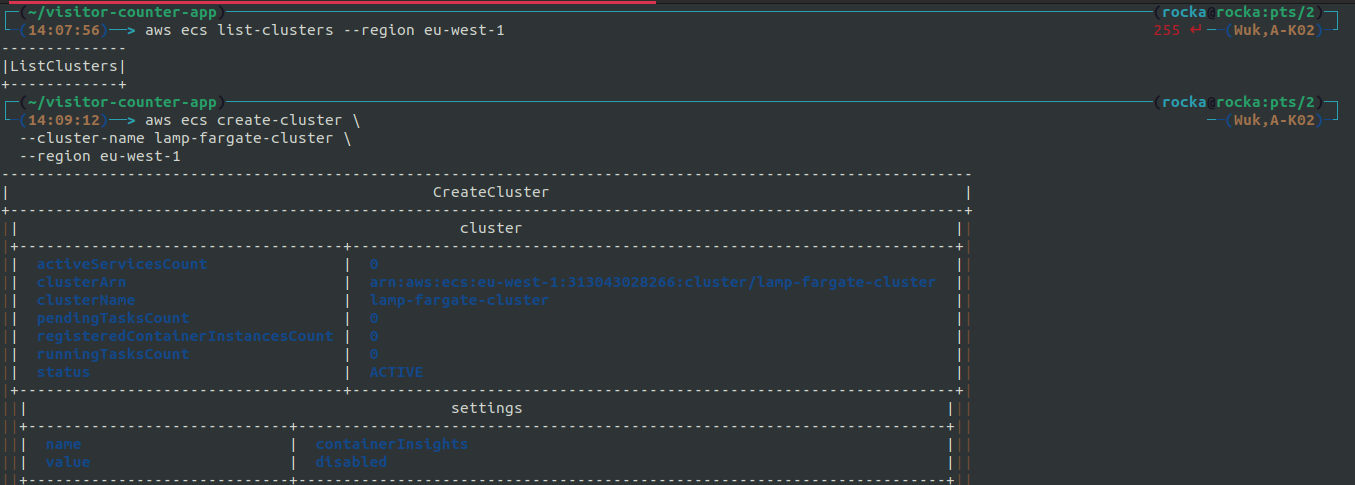 (~/visitor-counter-app) (rocka@rocka:pts/2)
(14:07:56)──> aws ecs list-clusters --region eu-west-1 255 ↵ (Wuk,A-K02)
--------------
|ListClusters|
+------------+
(~/visitor-counter-app) (rocka@rocka:pts/2)
(14:09:12)──> aws ecs create-cluster \ (Wuk,A-K02)
--cluster-name lamp-fargate-cluster \
--region eu-west-1
| CreateCluster |
|| cluster ||
|| activeServicesCount | 0 ||
|| clusterArn | arn:aws:ecs:eu-west-1:313043028266:cluster/lamp-fargate-cluster ||
|| clusterName | lamp-fargate-cluster ||
|| pendingTasksCount | 0 ||
|| registeredContainerInstancesCount | 0 ||
|| runningTasksCount | 0 ||
|| status | ACTIVE ||
||| settings |||
||| name | containerInsights |||
||| value | disabled |||